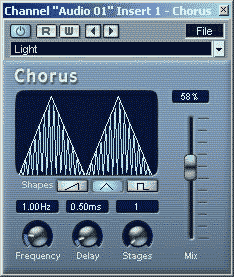 Channel "Audio 01" Insert 1 - Chorus
R W File
Light
Chorus
58%
Shapes
1.00Hz 0.50ms 1
Frequency Delay Stages Mix